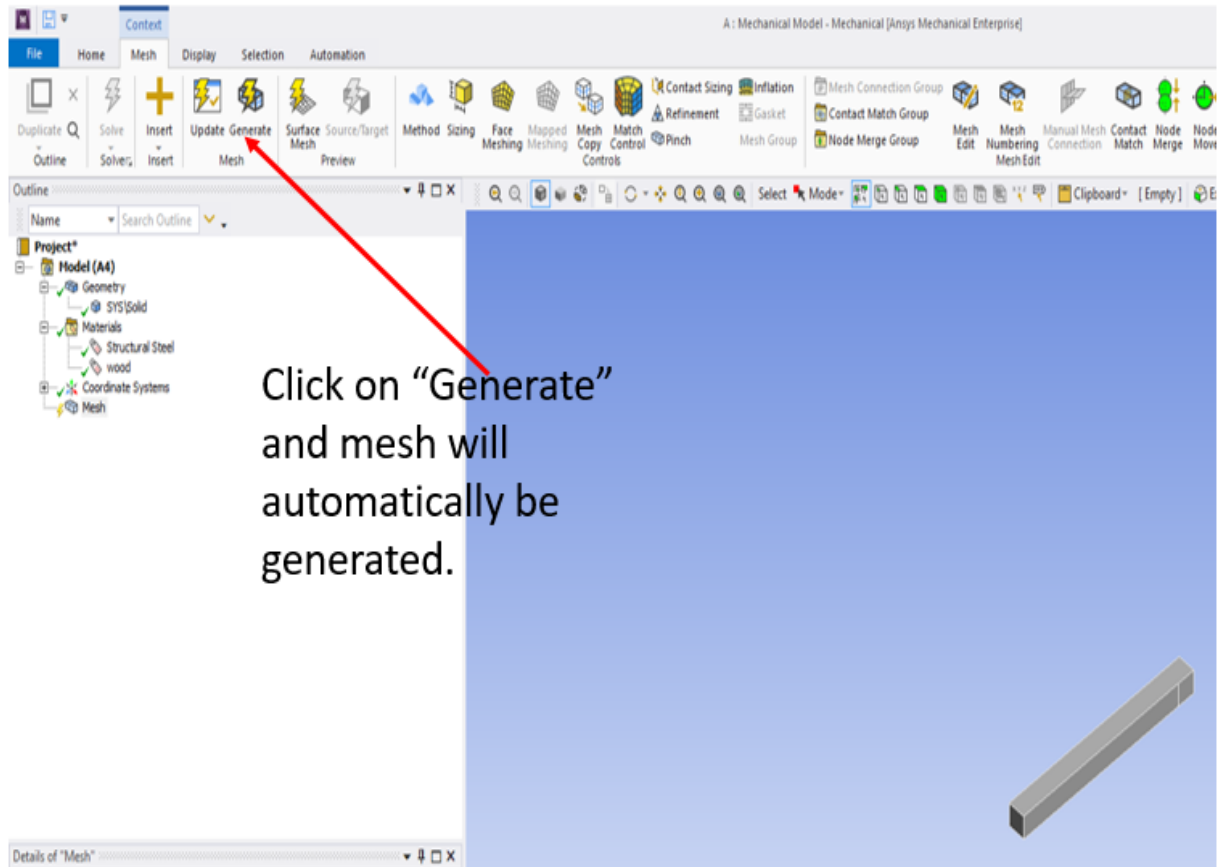 Context
A : Mechanical Model - Mechanical [Ansys Mechanical Enterprise]
File Home Mesh Display Selection Automation
Duplicate Solve Insert Update Generate Surface Mesh Source/Target Method Sizing Face Meshing Mapped Meshing Mesh Copy Match Control
Contact Sizing Inflation
Refinement Gasket
Pinch Mesh Group
Mesh Connection Group
Contact Match Group
Node Merge Group
Mesh Edit Mesh Numbering Manual Mesh Connection Contact Match Node Merge Node Move
Outline Solver Insert Mesh Preview Controls Mesh Edit
Outline
Select Mode Clipboard [Empty]
Name Search Outline
Project*
Model (A4)
Geometry
SYS\Solid
Materials
Structural Steel
wood
Coordinate Systems
Mesh
Click on “Generate”
and mesh will
automatically be
generated.
Details of "Mesh"